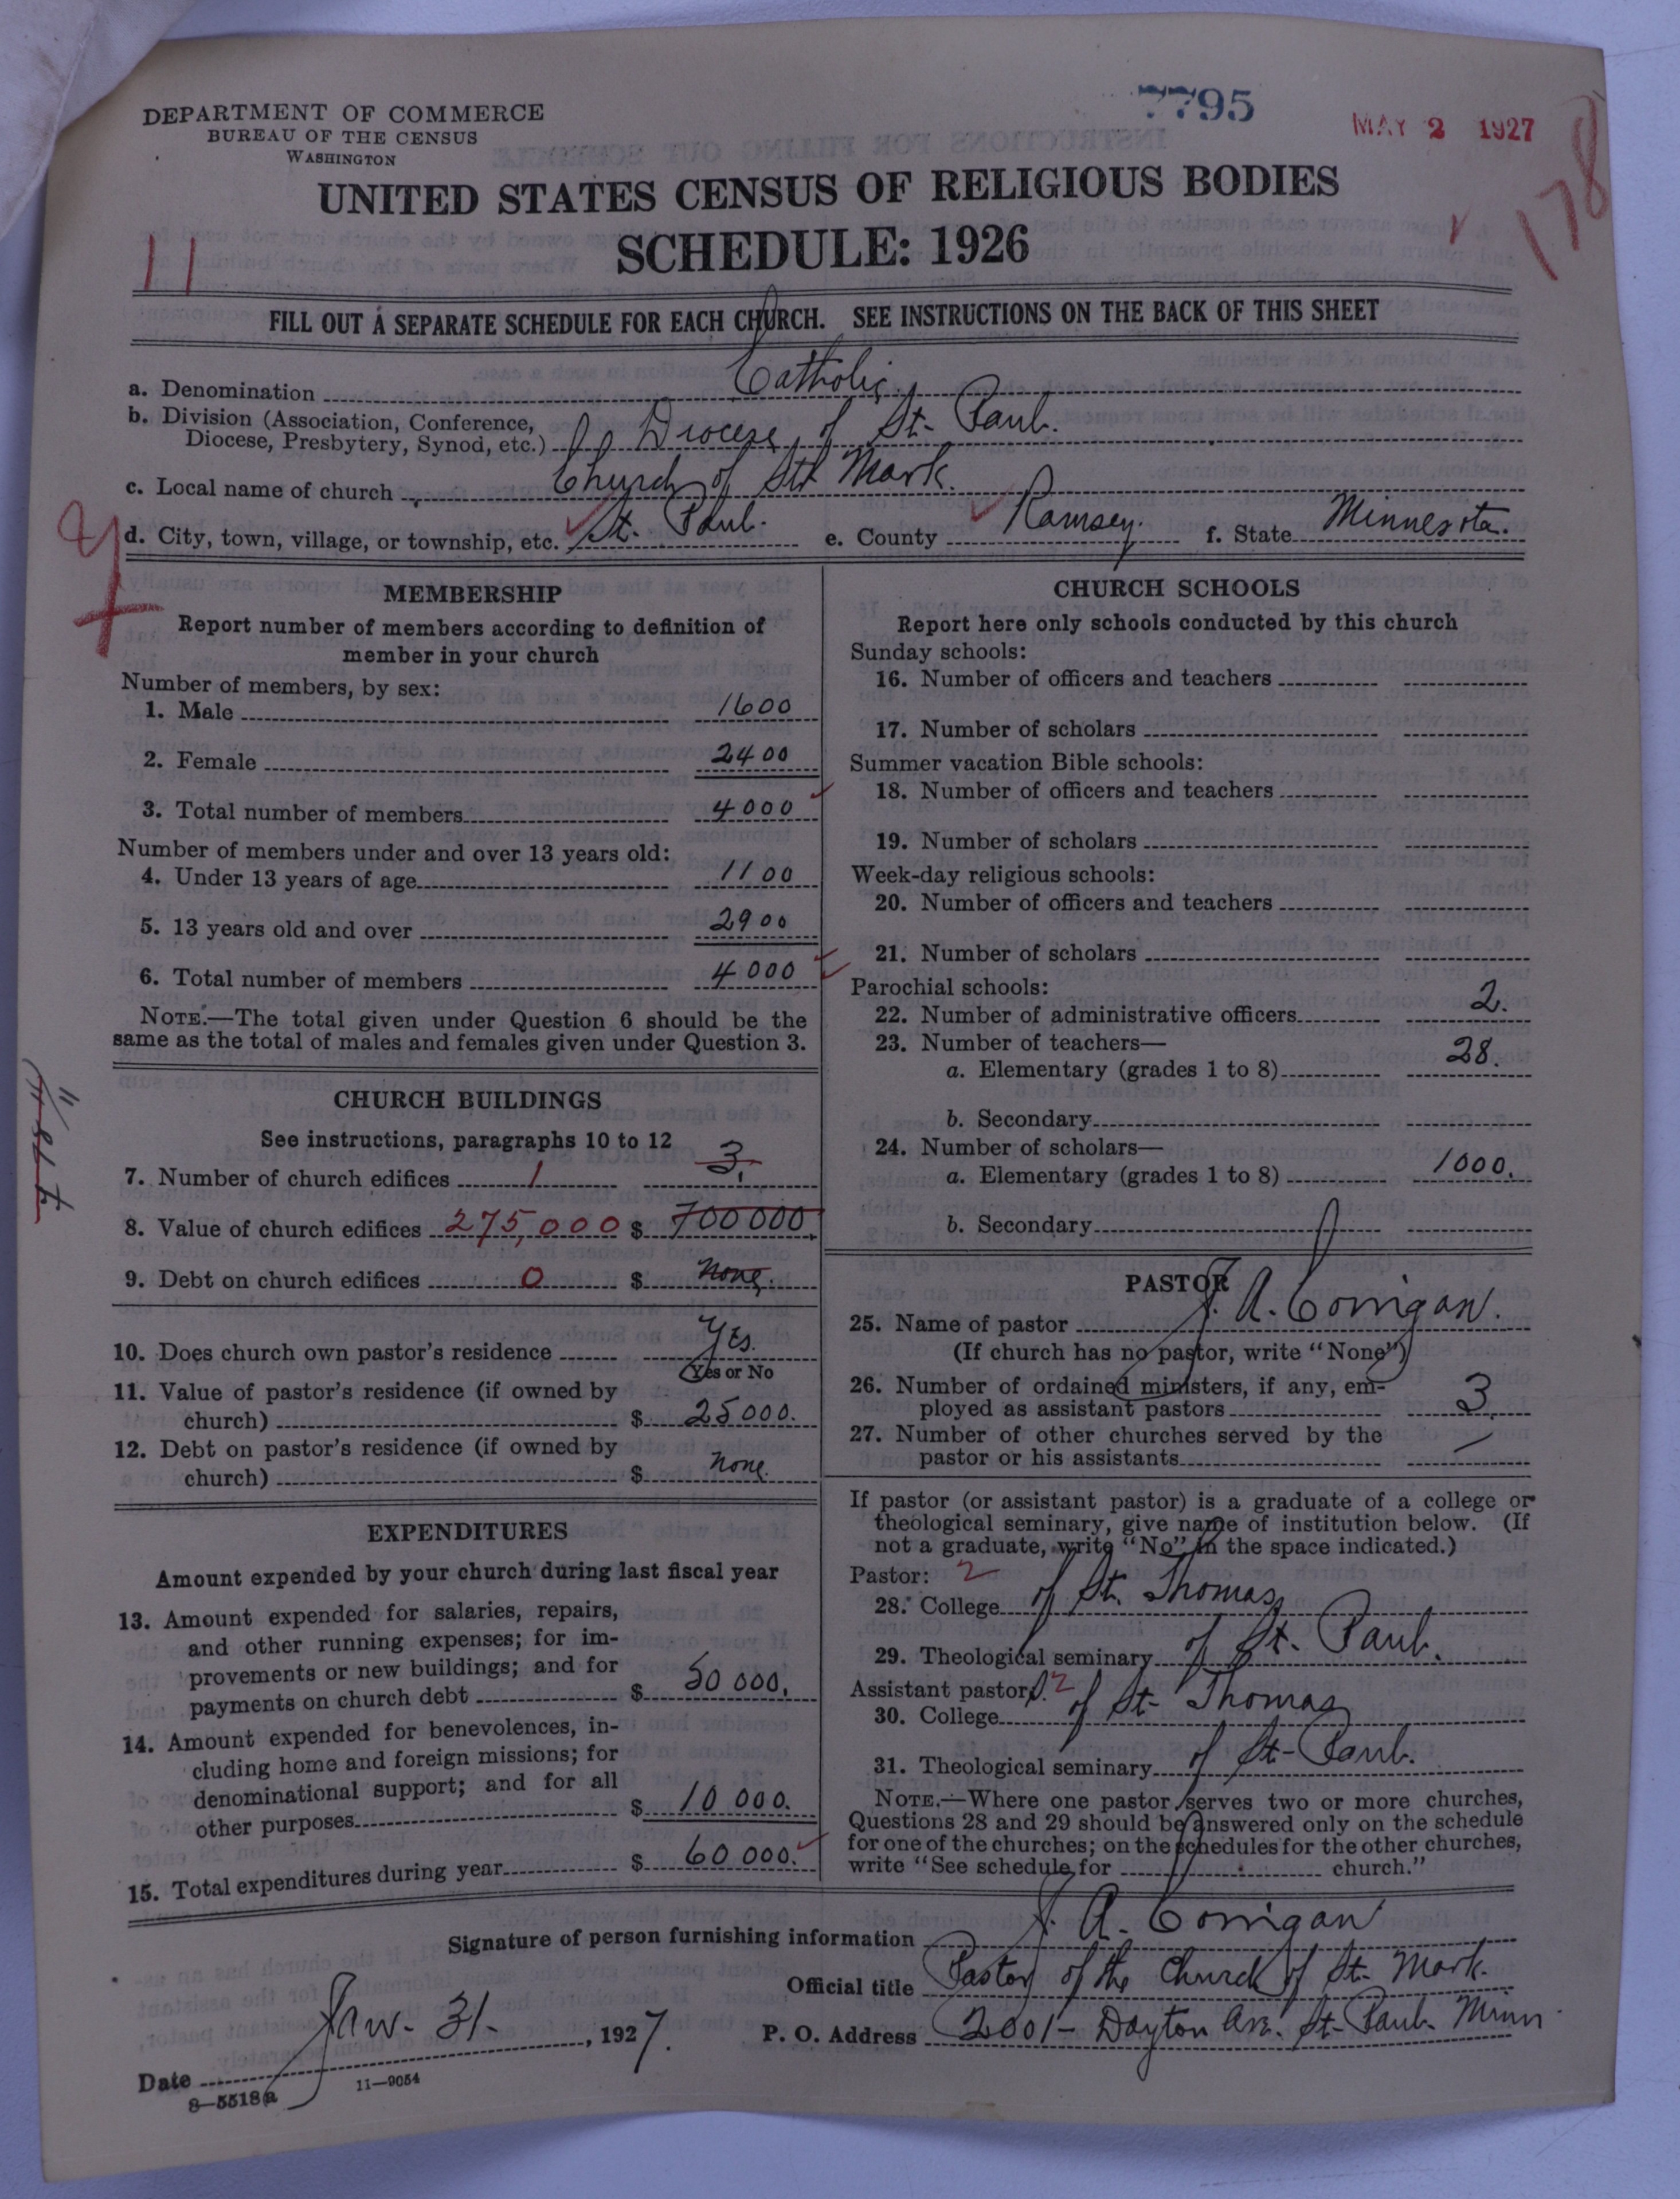 DEPARTMENT OF COMMERCE
BUREAU OF THE CENSUS
WASHINGTON
7795
MAY 2 1927
178
UNITED STATES CENSUS OF RELIGIOUS BODIES
SCHEDULE: 1926
11
FILL OUT A SEPARATE SCHEDULE FOR EACH CHURCH. SEE INSTRUCTIONS ON THE BACK OF THIS SHEET
a. Denomination Catholic.
b. Division (Association, Conference,
Diocese, Presbytery, Synod, etc.) Diocese of St. Paul.
c. Local name of church Church of St. Mark.
d. City, town, village, or township, etc. St. Paul. e. County Ramsey. f. State Minnesota.
MEMBERSHIP
Report number of members according to definition of
member in your church
Number of members, by sex:
1. Male 1600
2. Female 2400
3. Total number of members 4000
Number of members under and over 13 years old:
4. Under 13 years of age 1100
5. 13 years old and over 2900
6. Total number of members 4000
NOTE.—The total given under Question 6 should be the
same as the total of males and females given under Question 3.
CHURCH BUILDINGS
See instructions, paragraphs 10 to 12
7. Number of church edifices 1 3.
8. Value of church edifices 275,000 $ 700000.
9. Debt on church edifices 0 $ none.
10. Does church own pastor's residence Yes.
Yes or No
11. Value of pastor's residence (if owned by
church) $ 25000.
12. Debt on pastor's residence (if owned by
church) $ none.
EXPENDITURES
Amount expended by your church during last fiscal year
13. Amount expended for salaries, repairs,
and other running expenses; for im-
provements or new buildings; and for
payments on church debt $ 50 000.
14. Amount expended for benevolences, in-
cluding home and foreign missions; for
denominational support; and for all
other purposes $ 10 000.
15. Total expenditures during year $ 60 000.
CHURCH SCHOOLS
Report here only schools conducted by this church
Sunday schools:
16. Number of officers and teachers
17. Number of scholars
Summer vacation Bible schools:
18. Number of officers and teachers
19. Number of scholars
Week-day religious schools:
20. Number of officers and teachers
21. Number of scholars
Parochial schools:
22. Number of administrative officers 2.
23. Number of teachers—
a. Elementary (grades 1 to 8) 28.
b. Secondary
24. Number of scholars—
a. Elementary (grades 1 to 8) 1000.
b. Secondary
PASTOR
25. Name of pastor J. A. Corrigan.
(If church has no pastor, write "None")
26. Number of ordained ministers, if any, em-
ployed as assistant pastors 3.
27. Number of other churches served by the
pastor or his assistants —
If pastor (or assistant pastor) is a graduate of a college or
theological seminary, give name of institution below. (If
not a graduate, write "No" in the space indicated.)
Pastor: 2
28. College of St. Thomas
29. Theological seminary of St. Paul.
Assistant pastor: 2
30. College of St. Thomas
31. Theological seminary of St. Paul.
NOTE.—Where one pastor serves two or more churches,
Questions 28 and 29 should be answered only on the schedule
for one of the churches; on the schedules for the other churches,
write "See schedule for church."
Signature of person furnishing information J. A. Corrigan
Official title Pastor of the Church of St. Mark.
Date Jan. 31. , 1927. P. O. Address 2001 - Dayton Ave. St. Paul. Minn.
8—5518a 11—9054